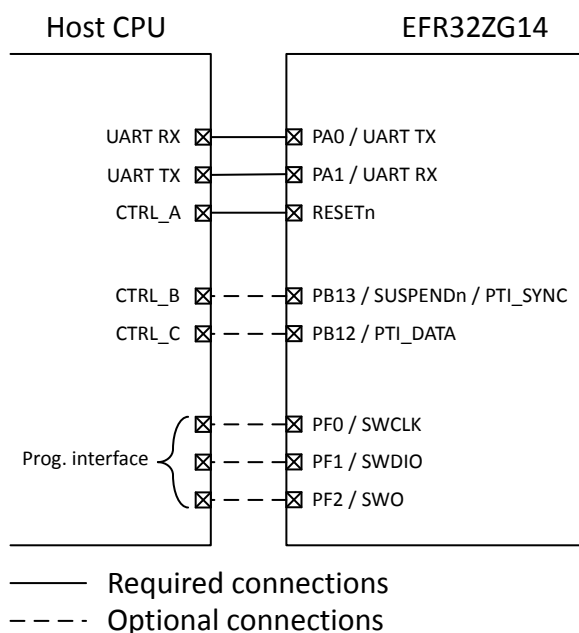 Host CPU
EFR32ZG14
UART RX
PA0 / UART TX
UART TX
PA1 / UART RX
CTRL_A
RESETn
CTRL_B
PB13 / SUSPENDn / PTI_SYNC
CTRL_C
PB12 / PTI_DATA
Prog. interface
PF0 / SWCLK
PF1 / SWDIO
PF2 / SWO
Required connections
Optional connections